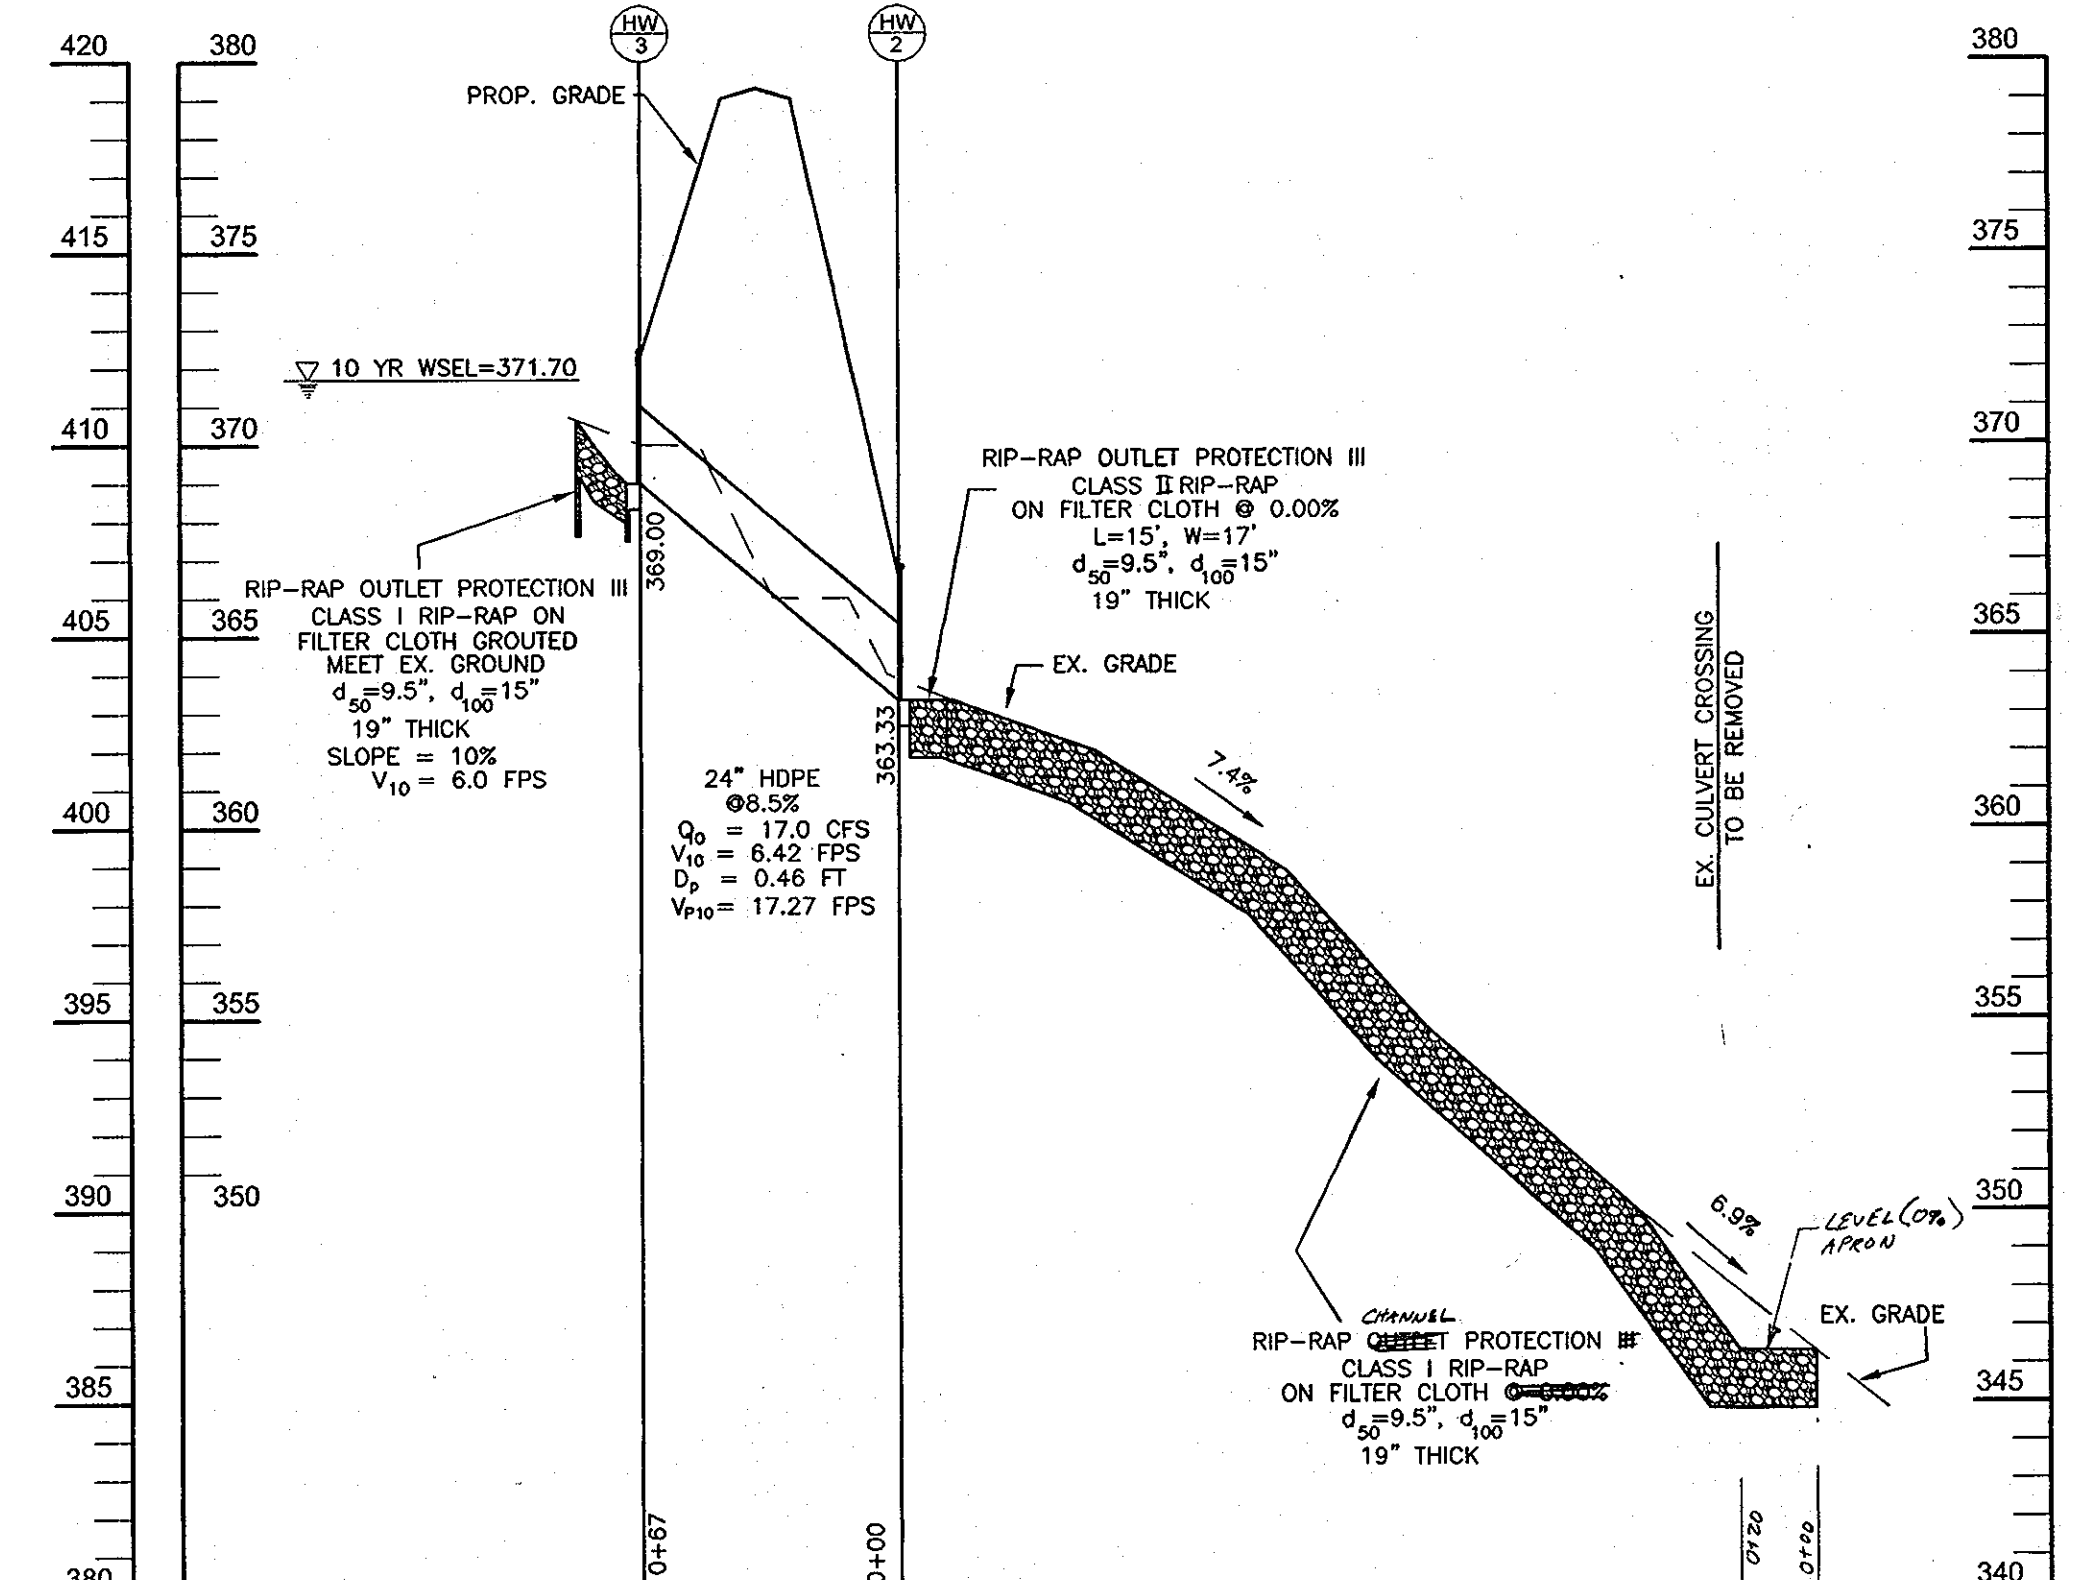 HW
3
HW
2
420
415
410
405
400
395
390
385
380
380
375
370
365
360
355
350
PROP. GRADE
10 YR WSEL=371.70
369.00
RIP-RAP OUTLET PROTECTION III
CLASS I RIP-RAP ON
FILTER CLOTH GROUTED
MEET EX. GROUND
d50=9.5", d100=15"
19" THICK
SLOPE = 10%
V10 = 6.0 FPS
24" HDPE
@8.5%
Q10 = 17.0 CFS
V10 = 6.42 FPS
Dp = 0.46 FT
VP10= 17.27 FPS
363.33
RIP-RAP OUTLET PROTECTION III
CLASS II RIP-RAP
ON FILTER CLOTH @ 0.00%
L=15', W=17'
d50=9.5", d100=15"
19" THICK
EX. GRADE
7.4%
EX. CULVERT CROSSING
TO BE REMOVED
6.9%
LEVEL (0%)
APRON
EX. GRADE
CHANNEL
RIP-RAP OUTLET PROTECTION III
CLASS I RIP-RAP
ON FILTER CLOTH @ 0.00%
d50=9.5", d100=15"
19" THICK
0+67
0+00
0+20
0+00
380
375
370
365
360
355
350
345
340